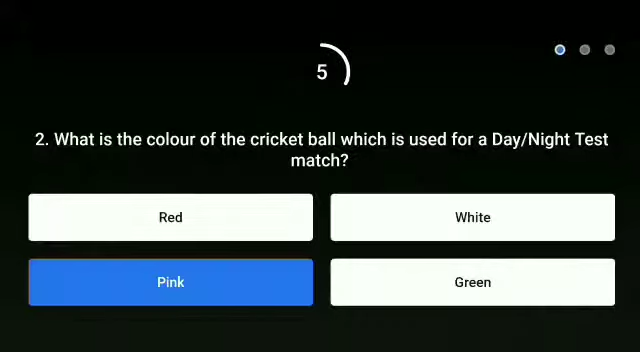 5
2. What is the colour of the cricket ball which is used for a Day/Night Test
match?
Red
White
Pink
Green